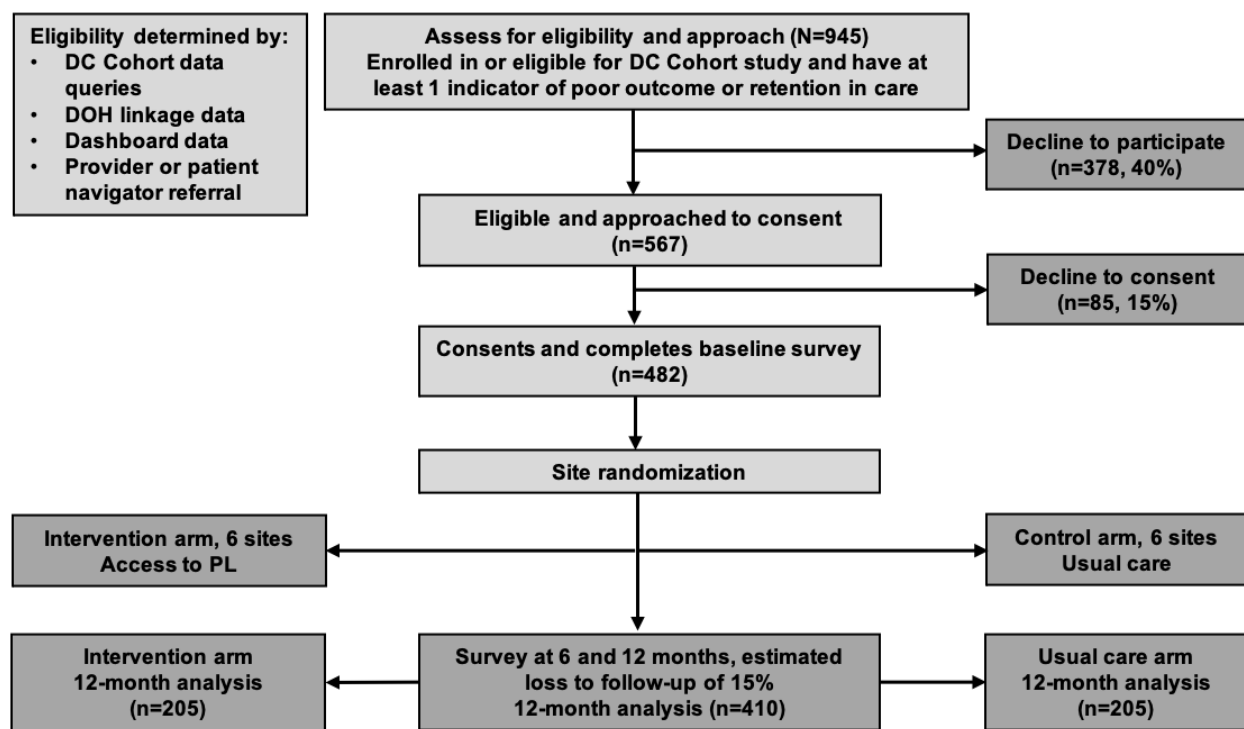 Eligibility determined by:
• DC Cohort data
queries
• DOH linkage data
• Dashboard data
• Provider or patient
navigator referral
Assess for eligibility and approach (N=945)
Enrolled in or eligible for DC Cohort study and have at
least 1 indicator of poor outcome or retention in care
Decline to participate
(n=378, 40%)
Eligible and approached to consent
(n=567)
Decline to consent
(n=85, 15%)
Consents and completes baseline survey
(n=482)
Site randomization
Intervention arm, 6 sites
Access to PL
Control arm, 6 sites
Usual care
Intervention arm
12-month analysis
(n=205)
Survey at 6 and 12 months, estimated
loss to follow-up of 15%
12-month analysis (n=410)
Usual care arm
12-month analysis
(n=205)